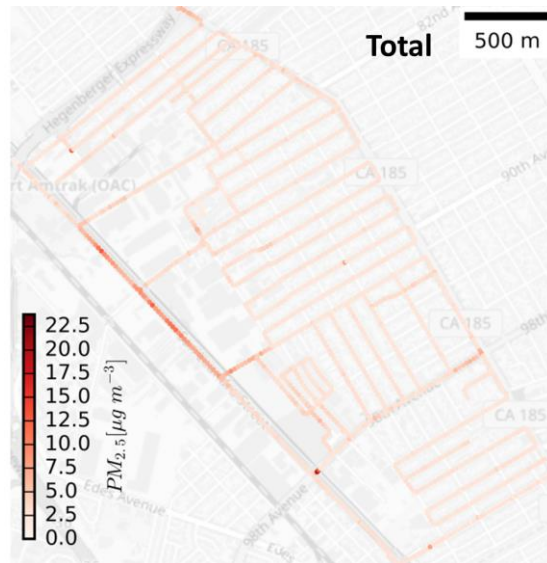 Total
500 m
CA 185
82nd
Hegenberger Expressway
rt Amtrak (OAC)
CA 185
90th
CA 185
98th
CA 185
22.5
20.0
17.5
15.0
12.5
10.0
7.5
5.0
2.5
0.0
PM2.5 [μg m−3]
Edes Avenue
98th Avenue
Edes